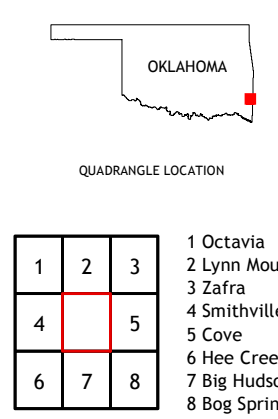 OKLAHOMA
QUADRANGLE LOCATION
1 2 3
4 5
6 7 8
1 Octavia
2 Lynn Mou
3 Zafra
4 Smithville
5 Cove
6 Hee Cree
7 Big Hudso
8 Bog Sprin